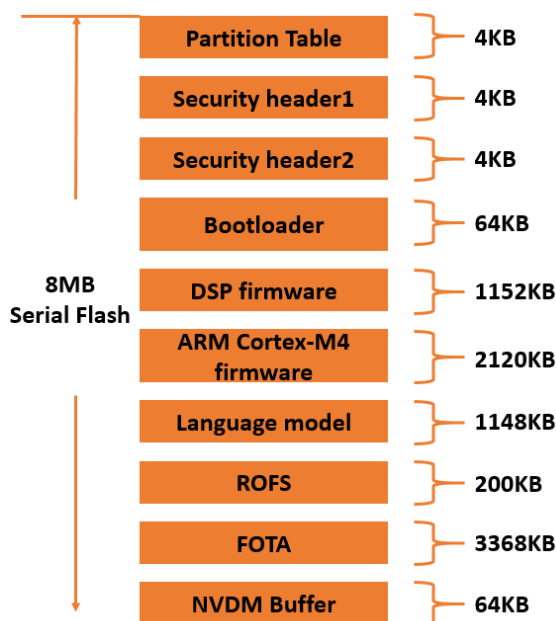 Partition Table 4KB
Security header1 4KB
Security header2 4KB
Bootloader 64KB
8MB
Serial Flash
DSP firmware 1152KB
ARM Cortex-M4
firmware
2120KB
Language model 1148KB
ROFS 200KB
FOTA 3368KB
NVDM Buffer 64KB